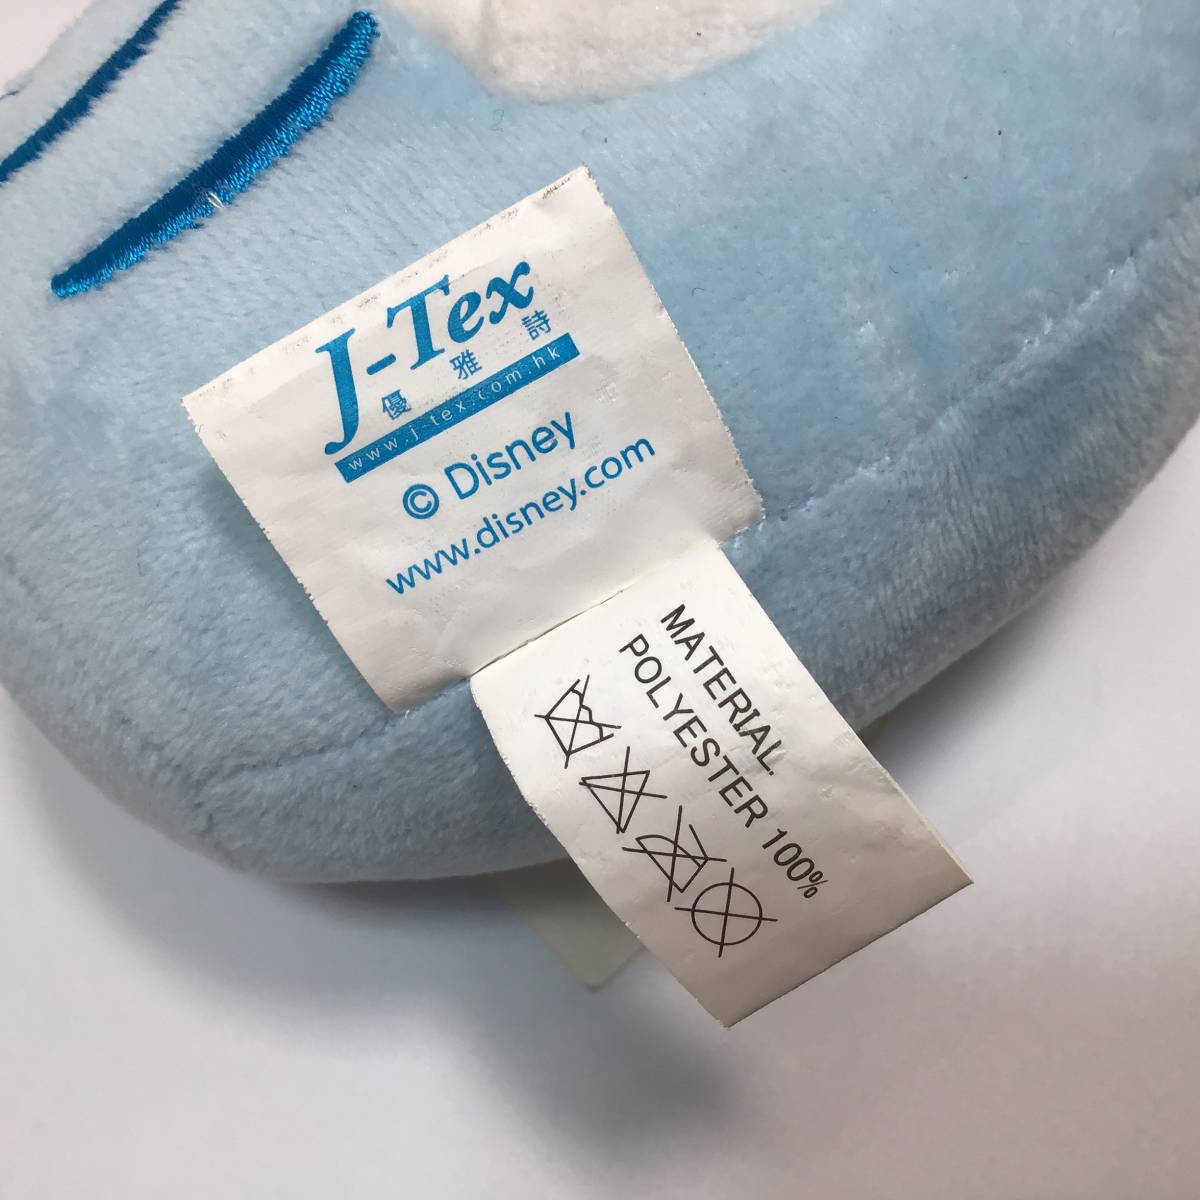 J-Tex
優雅詩
www.j-tex.com.hk
© Disney
www.disney.com
MATERIAL
POLYESTER 100%